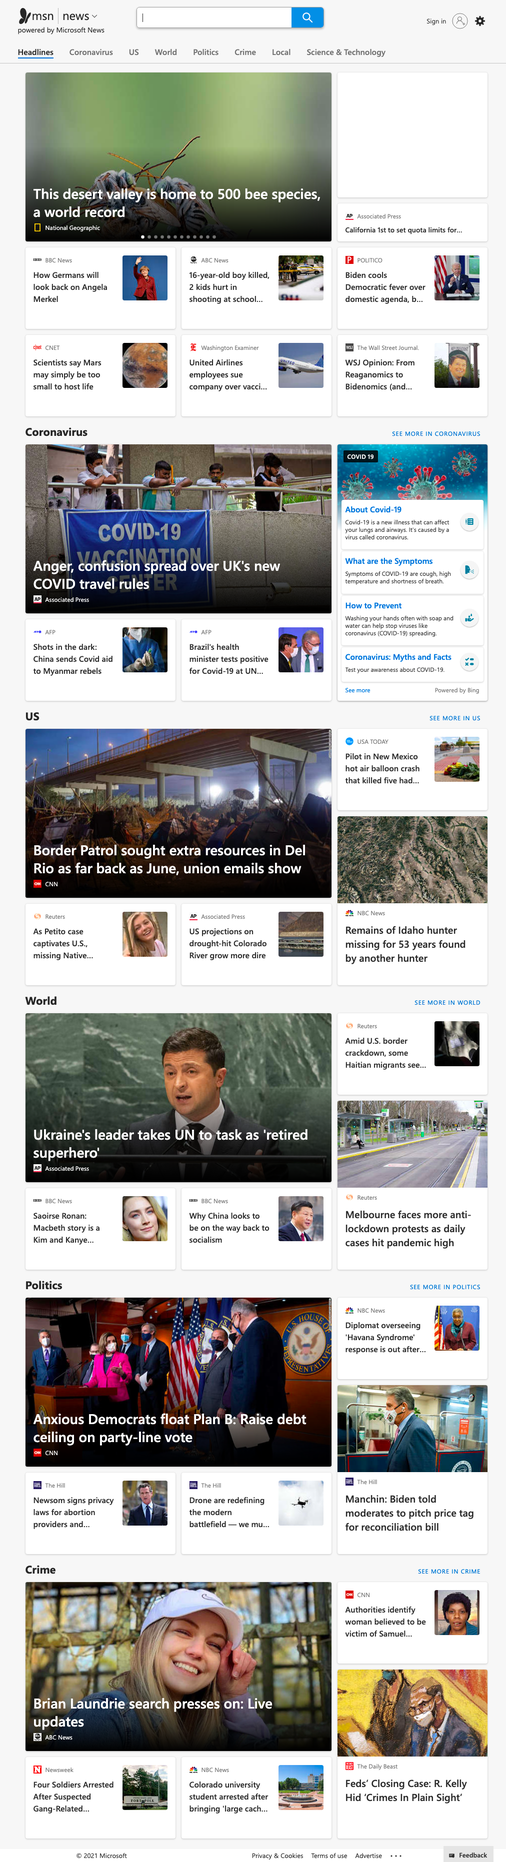 msn | news
powered by Microsoft News
Sign in
Headlines Coronavirus US World Politics Crime Local Science & Technology
This desert valley is home to 500 bee species,
a world record
National Geographic
Associated Press
California 1st to set quota limits for...
BBC News
How Germans will
look back on Angela
Merkel
ABC News
16-year-old boy killed,
2 kids hurt in
shooting at school...
POLITICO
Biden cools
Democratic fever over
domestic agenda, b...
CNET
Scientists say Mars
may simply be too
small to host life
Washington Examiner
United Airlines
employees sue
company over vacci...
The Wall Street Journal
WSJ Opinion: From
Reaganomics to
Bidenomics (and...
Coronavirus
SEE MORE IN CORONAVIRUS
COVID-19
VACCINATION
CENTER
Anger, confusion spread over UK's new
COVID travel rules
Associated Press
COVID 19
About Covid-19
Covid-19 is a new illness that can affect
your lungs and airways. It's caused by a
virus called coronavirus.
What are the Symptoms
Symptoms of COVID-19 are cough, high
temperature and shortness of breath.
How to Prevent
Washing your hands often with soap and
water can help stop viruses like
coronavirus (COVID-19) spreading.
Coronavirus: Myths and Facts
Test your awareness about COVID-19.
See more
Powered by Bing
AFP
Shots in the dark:
China sends Covid aid
to Myanmar rebels
AFP
Brazil's health
minister tests positive
for Covid-19 at UN...
US
SEE MORE IN US
Border Patrol sought extra resources in Del
Rio as far back as June, union emails show
CNN
USA TODAY
Pilot in New Mexico
hot air balloon crash
that killed five had...
NBC News
Remains of Idaho hunter
missing for 53 years found
by another hunter
Reuters
As Petito case
captivates U.S.,
missing Native...
Associated Press
US projections on
drought-hit Colorado
River grow more dire
World
SEE MORE IN WORLD
Ukraine's leader takes UN to task as 'retired
superhero'
Associated Press
Reuters
Amid U.S. border
crackdown, some
Haitian migrants see...
Reuters
Melbourne faces more anti-
lockdown protests as daily
cases hit pandemic high
BBC News
Saoirse Ronan:
Macbeth story is a
Kim and Kanye...
BBC News
Why China looks to
be on the way back to
socialism
Politics
SEE MORE IN POLITICS
Anxious Democrats float Plan B: Raise debt
ceiling on party-line vote
CNN
NBC News
Diplomat overseeing
'Havana Syndrome'
response is out after...
The Hill
Manchin: Biden told
moderates to pitch price tag
for reconciliation bill
The Hill
Newsom signs privacy
laws for abortion
providers and...
The Hill
Drone are redefining
the modern
battlefield — we mu...
Crime
SEE MORE IN CRIME
Brian Laundrie search presses on: Live
updates
ABC News
CNN
Authorities identify
woman believed to be
victim of Samuel...
The Daily Beast
Feds' Closing Case: R. Kelly
Hid 'Crimes In Plain Sight'
Newsweek
Four Soldiers Arrested
After Suspected
Gang-Related...
NBC News
Colorado university
student arrested after
bringing 'large cach...
© 2021 Microsoft
Privacy & Cookies Terms of use Advertise ...
Feedback